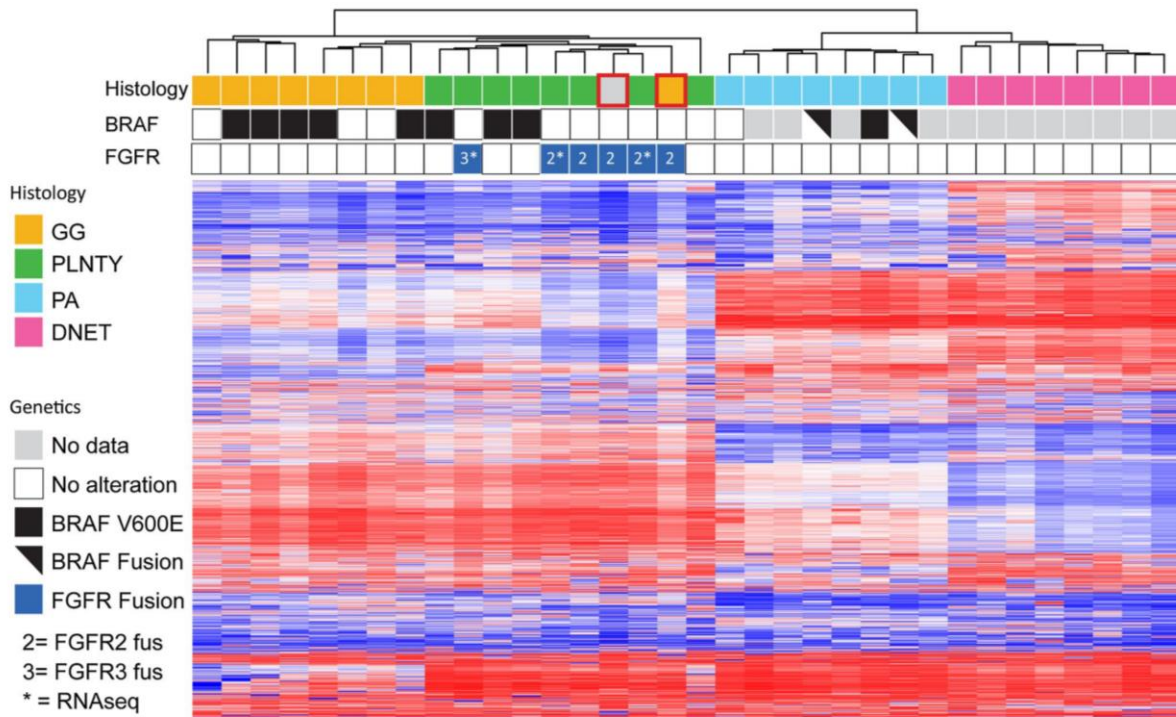 Histology
BRAF
FGFR
3* 2* 2 2 2* 2
Histology
GG
PLNTY
PA
DNET
Genetics
No data
No alteration
BRAF V600E
BRAF Fusion
FGFR Fusion
2= FGFR2 fus
3= FGFR3 fus
* = RNAseq